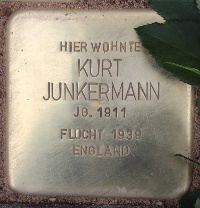 HIER WOHNTE
KURT
JUNKERMANN
JG. 1911
FLUCHT 1939
ENGLAND